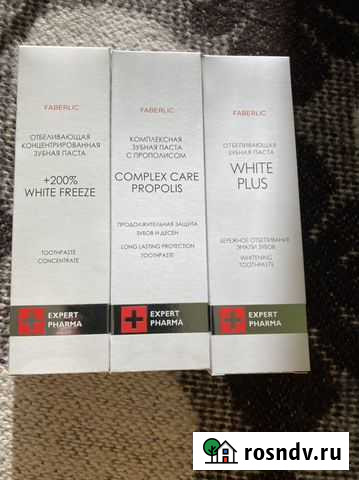 FABERLIC
ОТБЕЛИВАЮЩАЯ
КОНЦЕНТРИРОВАННАЯ
ЗУБНАЯ ПАСТА
+200%
WHITE FREEZE
TOOTHPASTE
CONCENTRATE
EXPERT
PHARMA
FABERLIC
КОМПЛЕКСНАЯ
ЗУБНАЯ ПАСТА
С ПРОПОЛИСОМ
COMPLEX CARE
PROPOLIS
ПРОДОЛЖИТЕЛЬНАЯ ЗАЩИТА
ЗУБОВ И ДЕСЕН
LONG LASTING PROTECTION
TOOTHPASTE
EXPERT
PHARMA
FABERLIC
ОТБЕЛИВАЮЩАЯ
ЗУБНАЯ ПАСТА
WHITE
PLUS
БЕРЕЖНОЕ ОТБЕЛИВАНИЕ
ЭМАЛИ ЗУБОВ
WHITENING
TOOTHPASTE
EXPERT
PHARMA
rosndv.ru